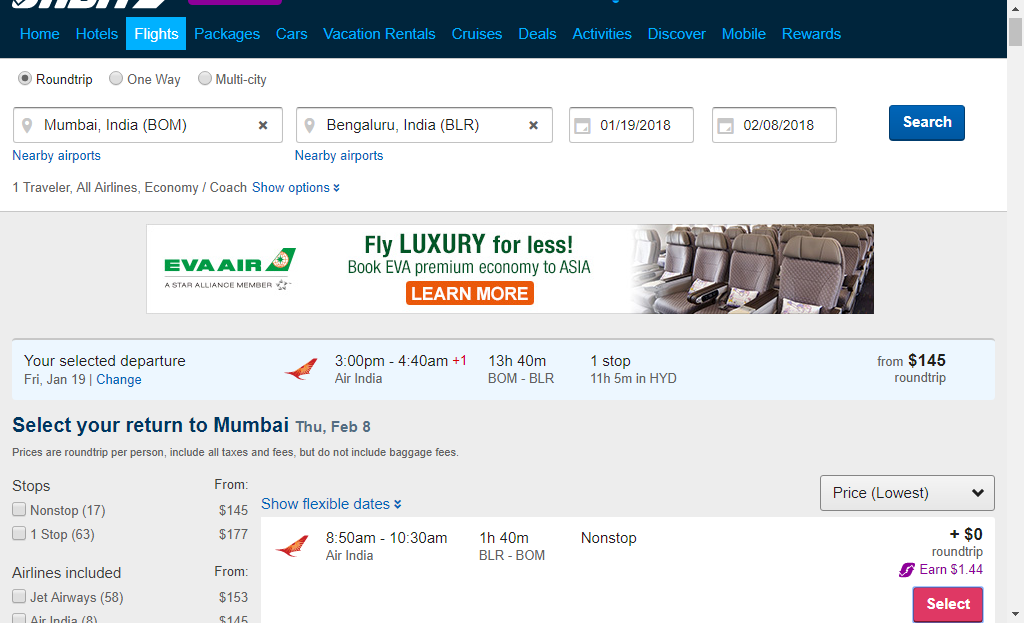 Home Hotels Flights Packages Cars Vacation Rentals Cruises Deals Activities Discover Mobile Rewards
Roundtrip One Way Multi-city
Mumbai, India (BOM) × Bengaluru, India (BLR) × 01/19/2018 02/08/2018 Search
Nearby airports Nearby airports
1 Traveler, All Airlines, Economy / Coach Show options
EVA AIR
A STAR ALLIANCE MEMBER
Fly LUXURY for less!
Book EVA premium economy to ASIA
LEARN MORE
Your selected departure 3:00pm - 4:40am +1 13h 40m 1 stop from $145
Fri, Jan 19 | Change Air India BOM - BLR 11h 5m in HYD roundtrip
Select your return to Mumbai Thu, Feb 8
Prices are roundtrip per person, include all taxes and fees, but do not include baggage fees.
Stops From:
Nonstop (17) $145
1 Stop (63) $177
Airlines included From:
Jet Airways (58) $153
Air India (8) $145
Show flexible dates
Price (Lowest)
8:50am - 10:30am 1h 40m Nonstop + $0
Air India BLR - BOM roundtrip
Earn $1.44
Select